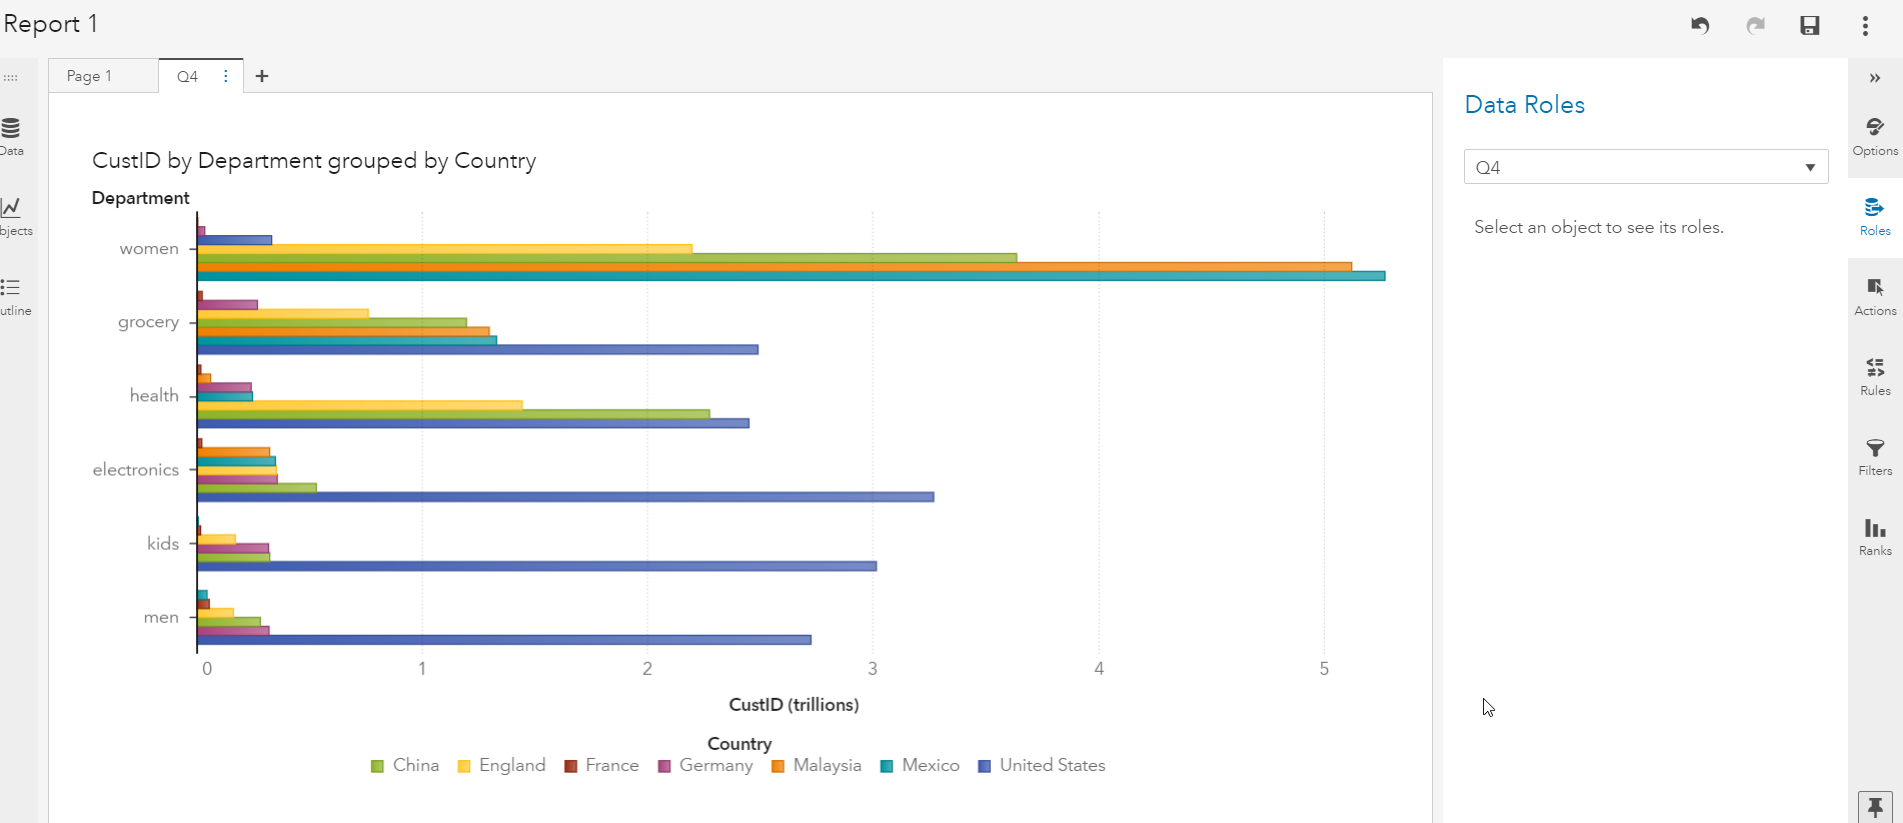 Report 1
Page 1
Q4
+
Data
bjects
utline
CustID by Department grouped by Country
Department
women
grocery
health
electronics
kids
men
0 1 2 3 4 5
CustID (trillions)
Country
China England France Germany Malaysia Mexico United States
Data Roles
Q4
Select an object to see its roles.
»
Options
Roles
Actions
Rules
Filters
Ranks